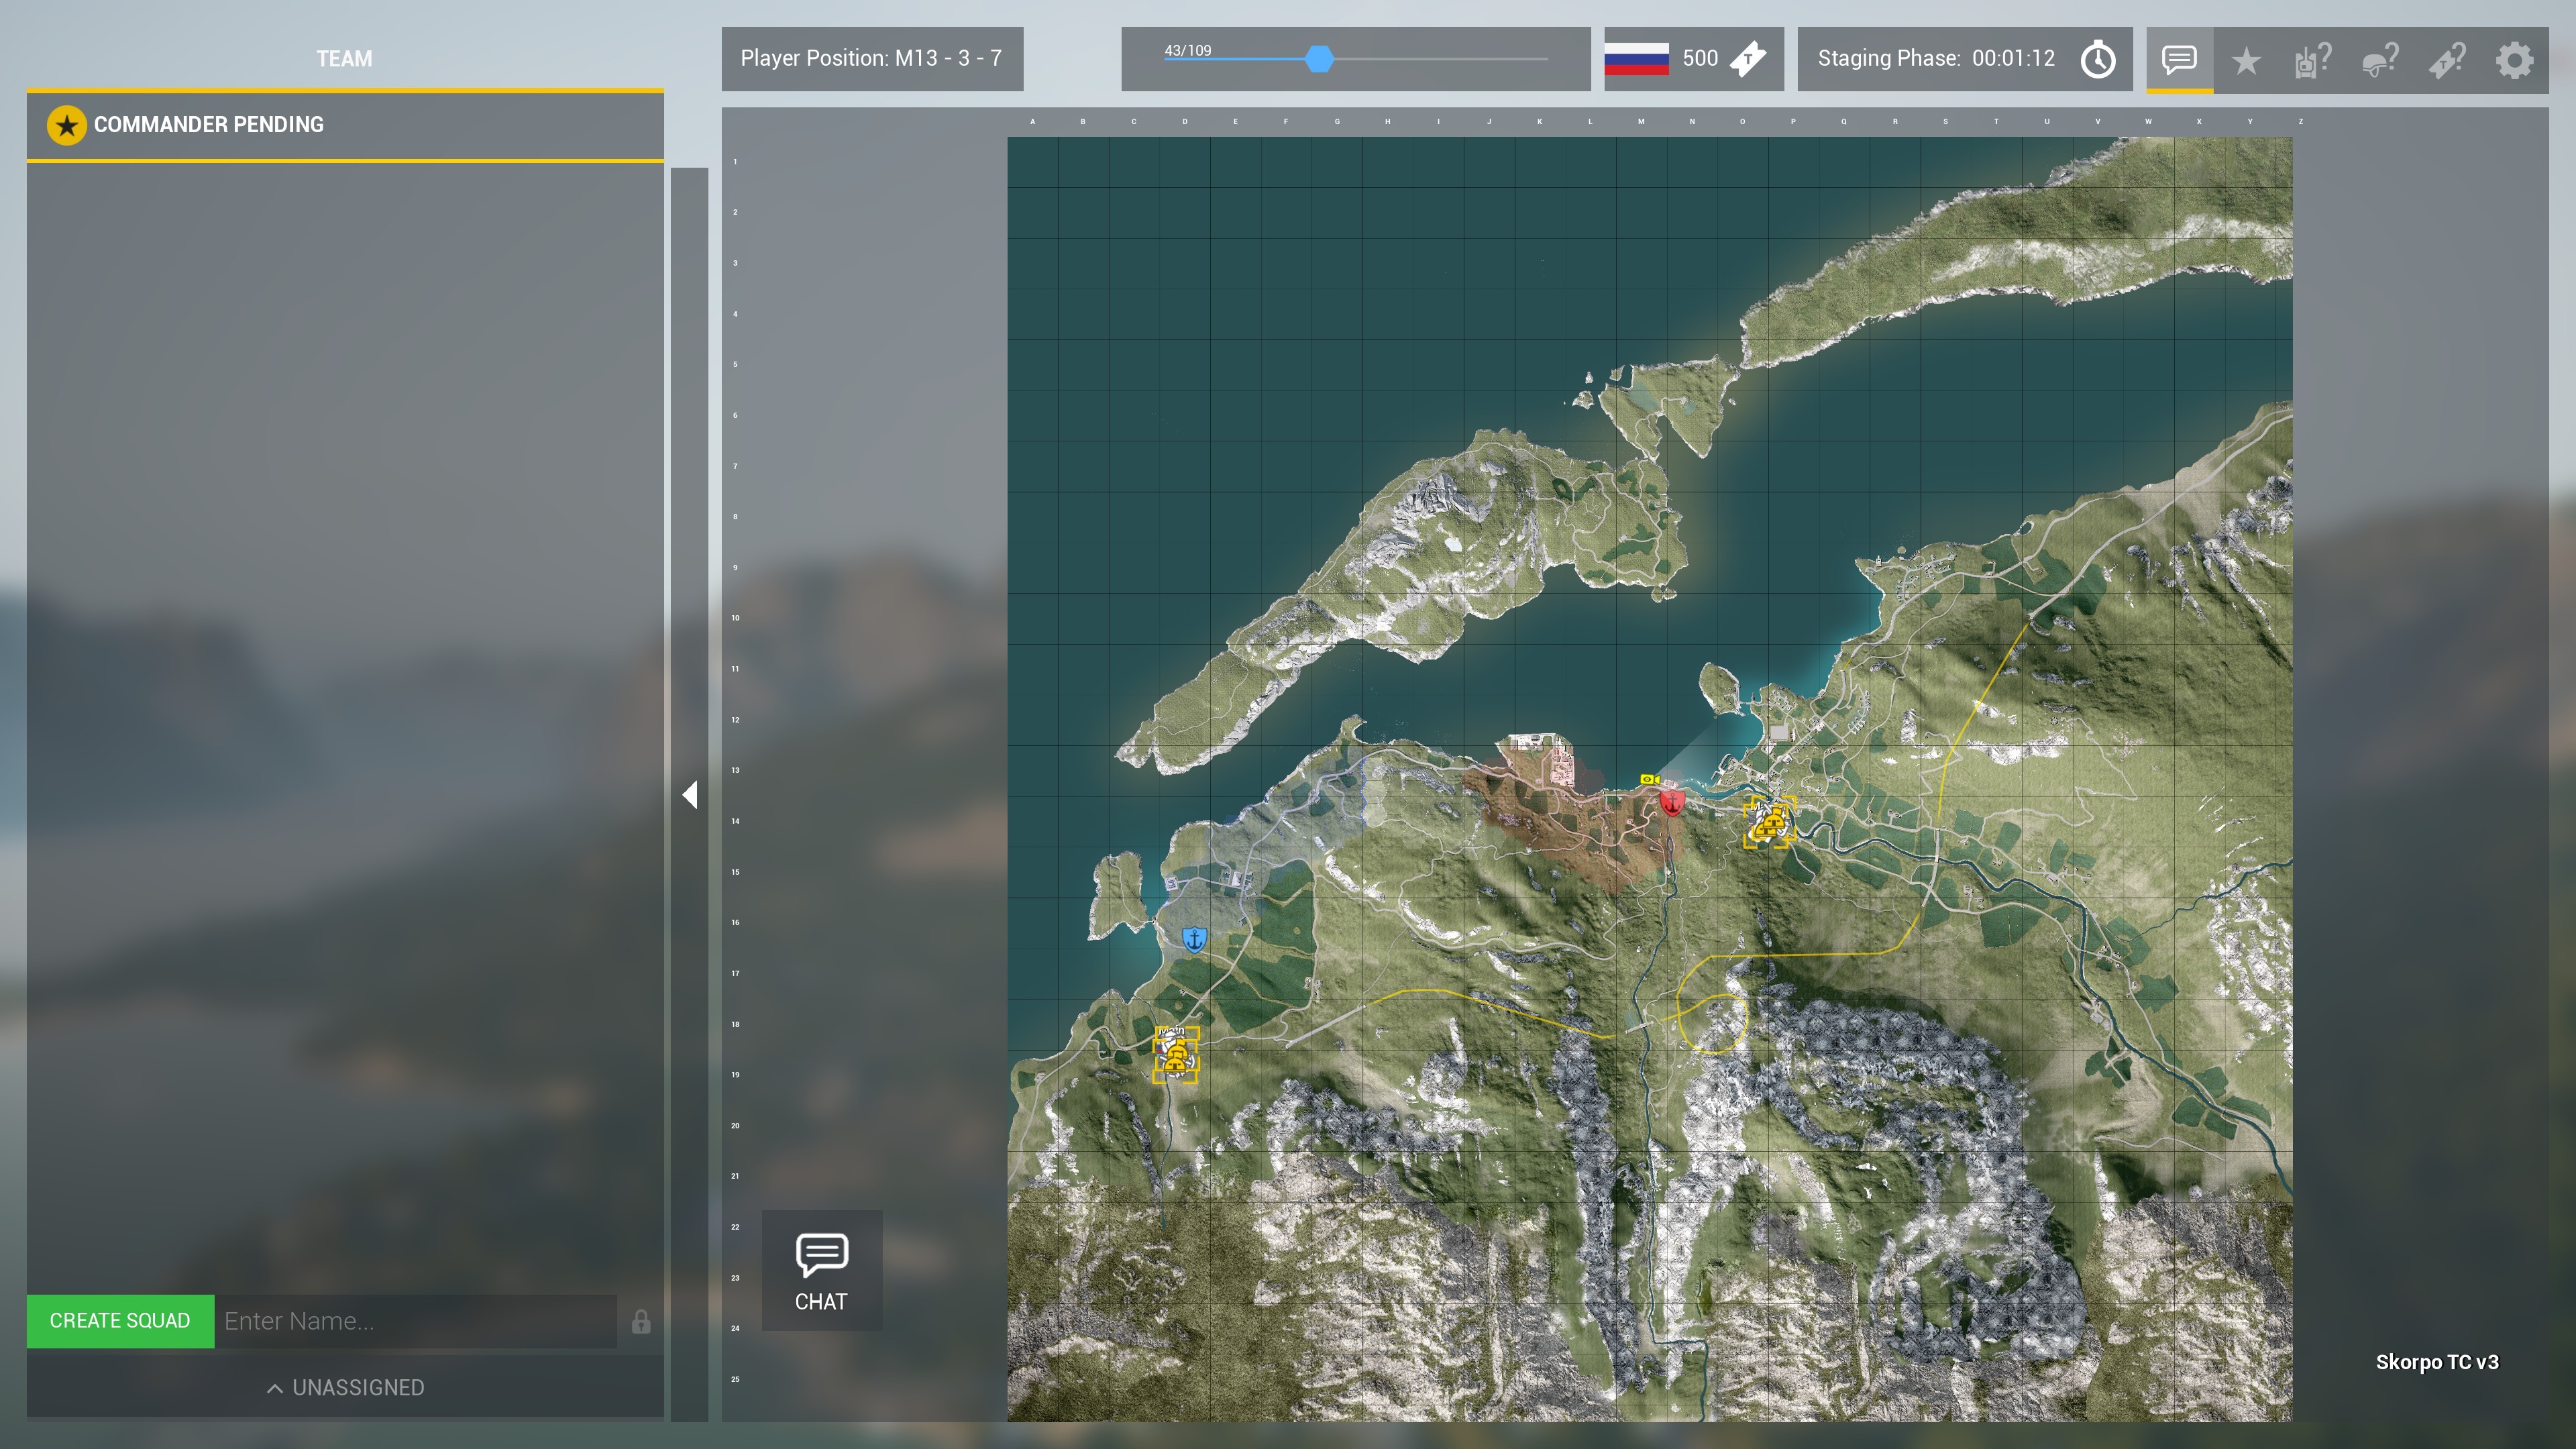 TEAM
Player Position: M13 - 3 - 7
43/109
500
T
Staging Phase: 00:01:12
?
?
T?
COMMANDER PENDING
A B C D E F G H I J K L M N O P Q R S T U V W X Y Z
1
2
3
4
5
6
7
8
9
10
11
12
13
14
15
16
17
18
19
20
21
22
23
24
25
Main
CHAT
CREATE SQUAD
Enter Name...
UNASSIGNED
Skorpo TC v3